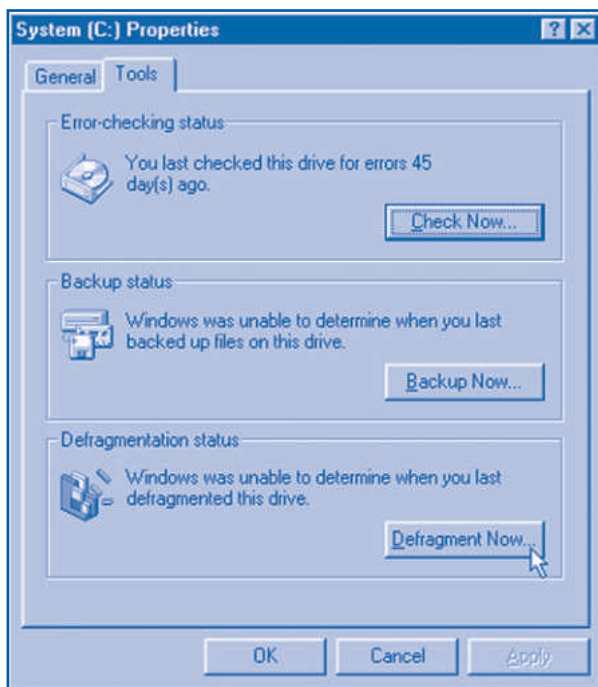 System (C:) Properties
General
Tools
Error-checking status
You last checked this drive for errors 45
day(s) ago.
Check Now...
Backup status
Windows was unable to determine when you last
backed up files on this drive.
Backup Now...
Defragmentation status
Windows was unable to determine when you last
defragmented this drive.
Defragment Now...
OK
Cancel
Apply